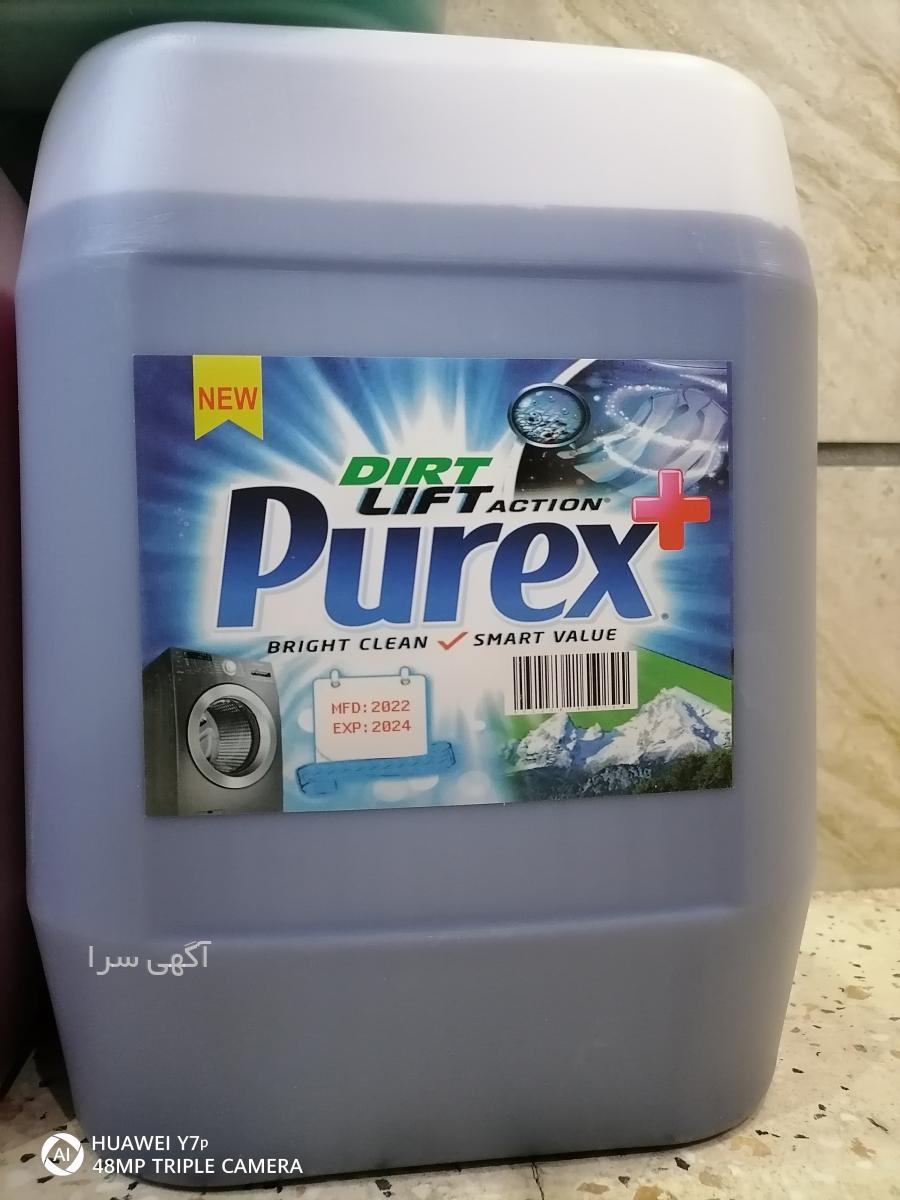 NEW
DIRT
LIFT ACTION®
Purex+
BRIGHT CLEAN ✓ SMART VALUE
MFD: 2022
EXP: 2024
آگهی سرا
HUAWEI Y7p
AI
48MP TRIPLE CAMERA